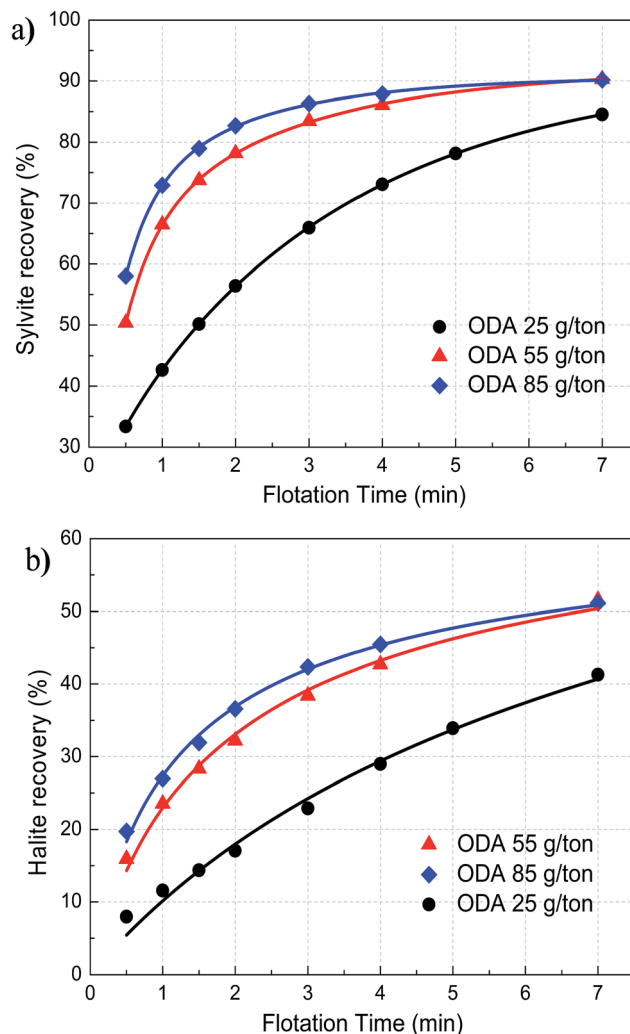 a)
100
90
80
70
60
50
40
30
Sylvite recovery (%)
ODA 25 g/ton
ODA 55 g/ton
ODA 85 g/ton
0 1 2 3 4 5 6 7
Flotation Time (min)
b)
60
50
40
30
20
10
0
Halite recovery (%)
ODA 55 g/ton
ODA 85 g/ton
ODA 25 g/ton
0 1 2 3 4 5 6 7
Flotation Time (min)